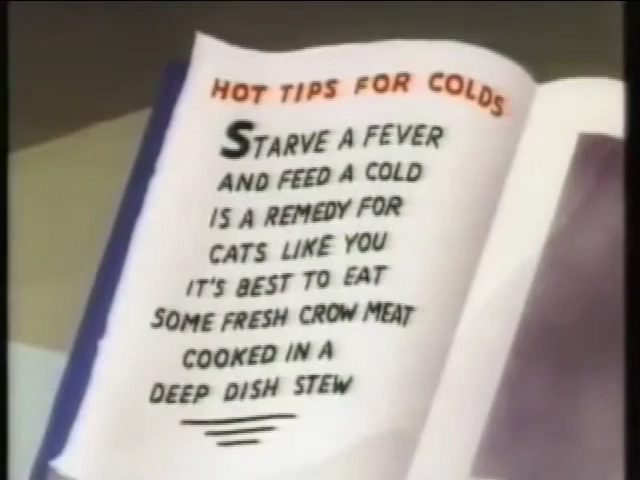 HOT TIPS FOR COLDS
STARVE A FEVER
AND FEED A COLD
IS A REMEDY FOR
CATS LIKE YOU
IT'S BEST TO EAT
SOME FRESH CROW MEAT
COOKED IN A
DEEP DISH STEW